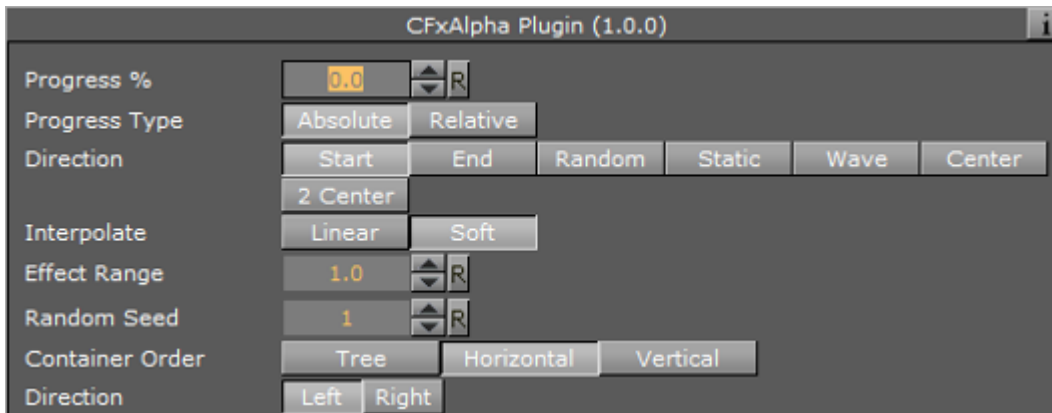 CFxAlpha Plugin (1.0.0) i
Progress % 0.0 R
Progress Type Absolute Relative
Direction Start End Random Static Wave Center
2 Center
Interpolate Linear Soft
Effect Range 1.0 R
Random Seed 1 R
Container Order Tree Horizontal Vertical
Direction Left Right